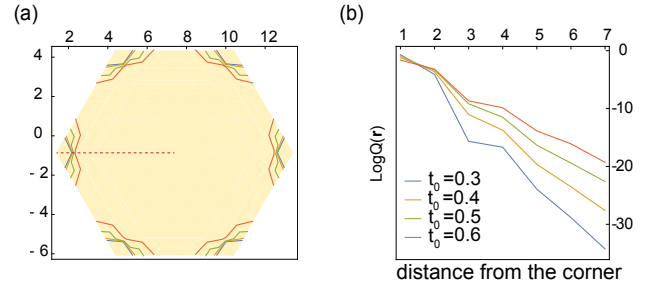 (a)
2 4 6 8 10 12
4
2
0
- 2
- 4
- 6
(b)
1 2 3 4 5 6 7
0
-10
-20
-30
LogQ(r)
t0=0.3
t0=0.4
t0=0.5
t0=0.6
distance from the corner